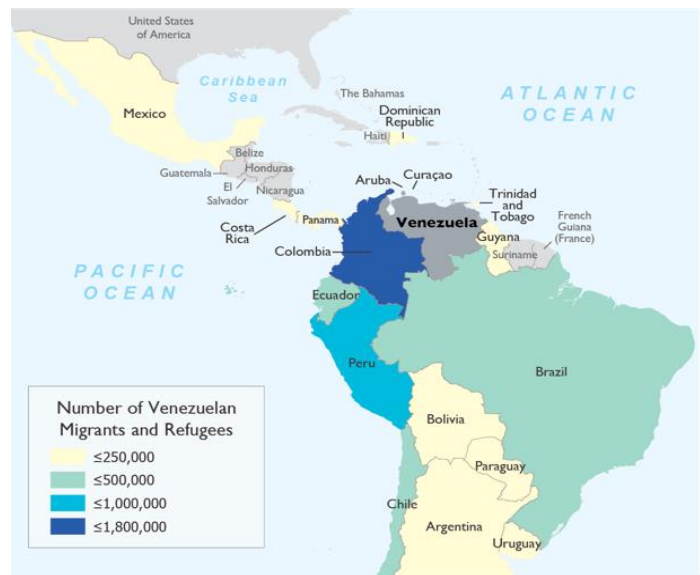 United States
of America
Caribbean
Sea
The Bahamas
ATLANTIC
OCEAN
Mexico
Dominican
Republic
Haiti
Belize
Guatemala
Honduras
El
Salvador
Nicaragua
Aruba
Curaçao
Trinidad
and
Tobago
Costa
Rica
Panama
Venezuela
Guyana
French
Guiana
(France)
Suriname
Colombia
PACIFIC
OCEAN
Ecuador
Peru
Brazil
Bolivia
Paraguay
Chile
Argentina
Uruguay
Number of Venezuelan
Migrants and Refugees
≤250,000
≤500,000
≤1,000,000
≤1,800,000